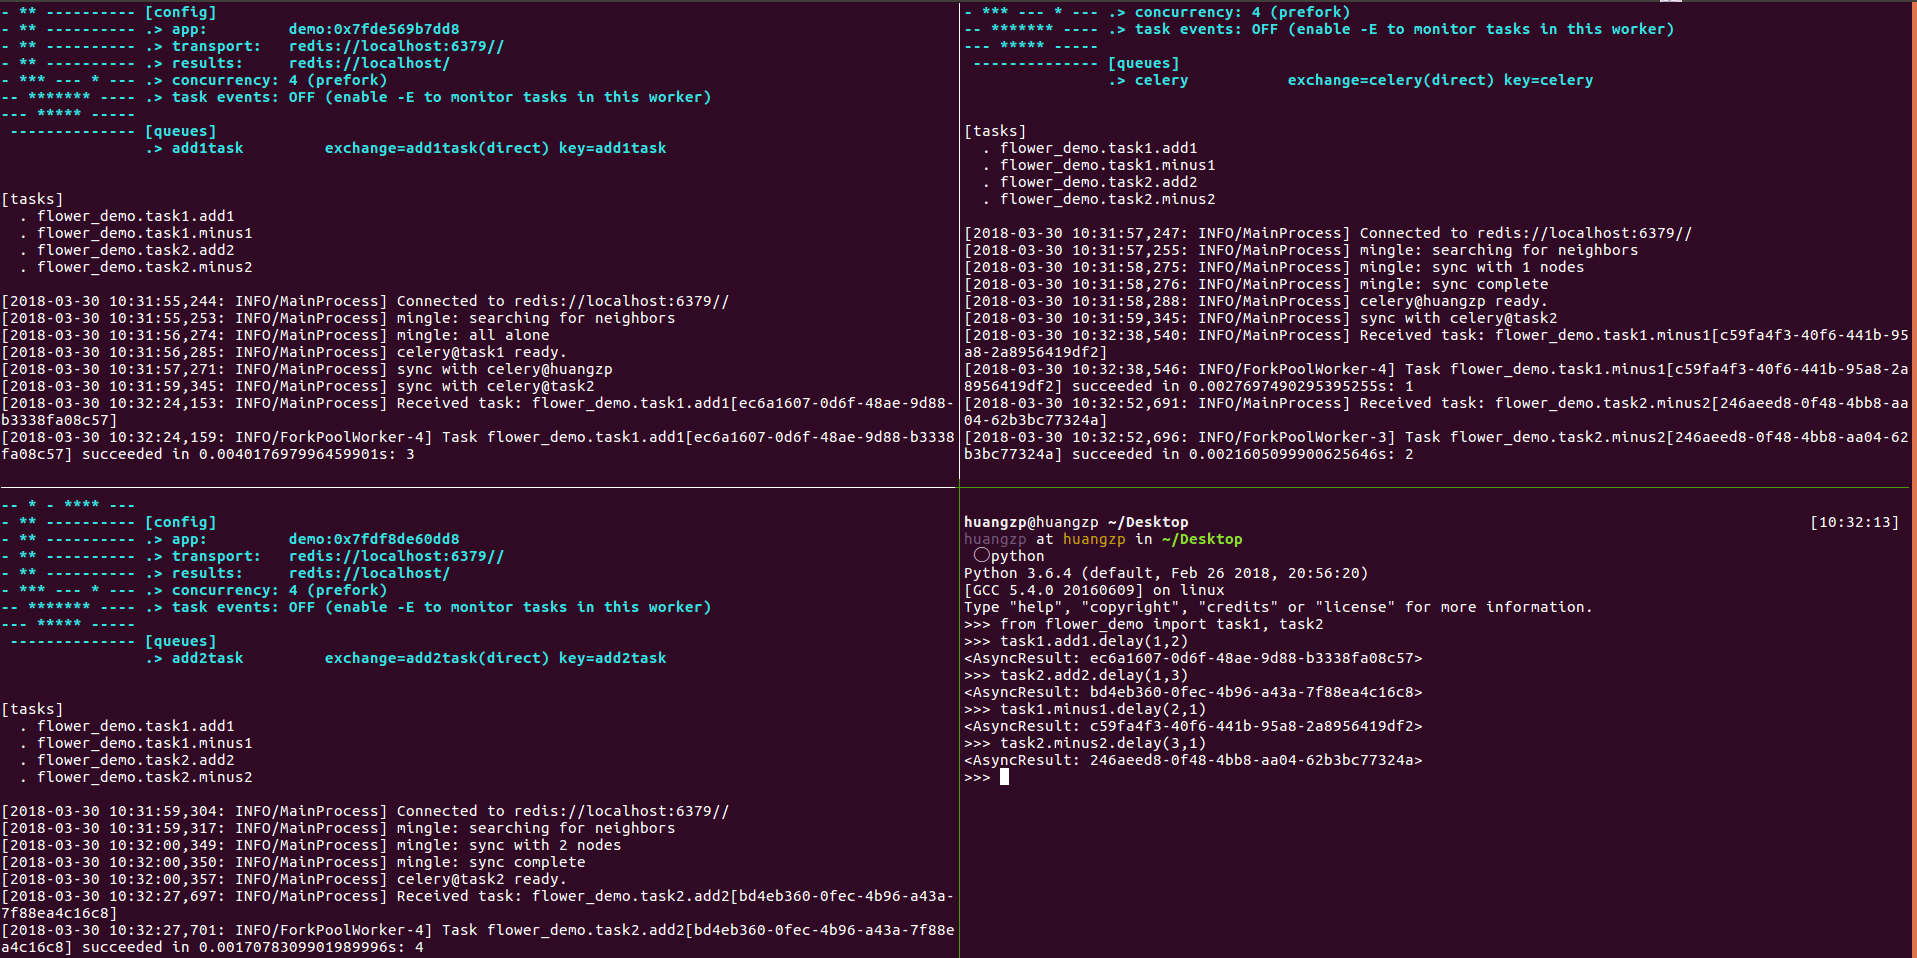 - ** ---------- [config]
- ** ---------- .> app:         demo:0x7fde569b7dd8
- ** ---------- .> transport:   redis://localhost:6379//
- ** ---------- .> results:     redis://localhost/
- *** --- * --- .> concurrency: 4 (prefork)
-- ******* ---- .> task events: OFF (enable -E to monitor tasks in this worker)
--- ***** -----
 -------------- [queues]
                .> add1task         exchange=add1task(direct) key=add1task
[tasks]
  . flower_demo.task1.add1
  . flower_demo.task1.minus1
  . flower_demo.task2.add2
  . flower_demo.task2.minus2
[2018-03-30 10:31:55,244: INFO/MainProcess] Connected to redis://localhost:6379//
[2018-03-30 10:31:55,253: INFO/MainProcess] mingle: searching for neighbors
[2018-03-30 10:31:56,274: INFO/MainProcess] mingle: all alone
[2018-03-30 10:31:56,285: INFO/MainProcess] celery@task1 ready.
[2018-03-30 10:31:57,271: INFO/MainProcess] sync with celery@huangzp
[2018-03-30 10:31:59,345: INFO/MainProcess] sync with celery@task2
[2018-03-30 10:32:24,153: INFO/MainProcess] Received task: flower_demo.task1.add1[ec6a1607-0d6f-48ae-9d88-
b3338fa08c57]
[2018-03-30 10:32:24,159: INFO/ForkPoolWorker-4] Task flower_demo.task1.add1[ec6a1607-0d6f-48ae-9d88-b3338
fa08c57] succeeded in 0.004017697996459901s: 3
- *** --- * --- .> concurrency: 4 (prefork)
-- ******* ---- .> task events: OFF (enable -E to monitor tasks in this worker)
--- ***** -----
 -------------- [queues]
                .> celery           exchange=celery(direct) key=celery
[tasks]
  . flower_demo.task1.add1
  . flower_demo.task1.minus1
  . flower_demo.task2.add2
  . flower_demo.task2.minus2
[2018-03-30 10:31:57,247: INFO/MainProcess] Connected to redis://localhost:6379//
[2018-03-30 10:31:57,255: INFO/MainProcess] mingle: searching for neighbors
[2018-03-30 10:31:58,275: INFO/MainProcess] mingle: sync with 1 nodes
[2018-03-30 10:31:58,276: INFO/MainProcess] mingle: sync complete
[2018-03-30 10:31:58,288: INFO/MainProcess] celery@huangzp ready.
[2018-03-30 10:31:59,345: INFO/MainProcess] sync with celery@task2
[2018-03-30 10:32:38,540: INFO/MainProcess] Received task: flower_demo.task1.minus1[c59fa4f3-40f6-441b-95
a8-2a8956419df2]
[2018-03-30 10:32:38,546: INFO/ForkPoolWorker-4] Task flower_demo.task1.minus1[c59fa4f3-40f6-441b-95a8-2a
8956419df2] succeeded in 0.0027697490295395255s: 1
[2018-03-30 10:32:52,691: INFO/MainProcess] Received task: flower_demo.task2.minus2[246aeed8-0f48-4bb8-aa
04-62b3bc77324a]
[2018-03-30 10:32:52,696: INFO/ForkPoolWorker-3] Task flower_demo.task2.minus2[246aeed8-0f48-4bb8-aa04-62
b3bc77324a] succeeded in 0.0021605099900625646s: 2
-- * - **** ---
- ** ---------- [config]
- ** ---------- .> app:         demo:0x7fdf8de60dd8
- ** ---------- .> transport:   redis://localhost:6379//
- ** ---------- .> results:     redis://localhost/
- *** --- * --- .> concurrency: 4 (prefork)
-- ******* ---- .> task events: OFF (enable -E to monitor tasks in this worker)
--- ***** -----
 -------------- [queues]
                .> add2task         exchange=add2task(direct) key=add2task
[tasks]
  . flower_demo.task1.add1
  . flower_demo.task1.minus1
  . flower_demo.task2.add2
  . flower_demo.task2.minus2
[2018-03-30 10:31:59,304: INFO/MainProcess] Connected to redis://localhost:6379//
[2018-03-30 10:31:59,317: INFO/MainProcess] mingle: searching for neighbors
[2018-03-30 10:32:00,349: INFO/MainProcess] mingle: sync with 2 nodes
[2018-03-30 10:32:00,350: INFO/MainProcess] mingle: sync complete
[2018-03-30 10:32:00,357: INFO/MainProcess] celery@task2 ready.
[2018-03-30 10:32:27,697: INFO/MainProcess] Received task: flower_demo.task2.add2[bd4eb360-0fec-4b96-a43a-
7f88ea4c16c8]
[2018-03-30 10:32:27,701: INFO/ForkPoolWorker-4] Task flower_demo.task2.add2[bd4eb360-0fec-4b96-a43a-7f88e
a4c16c8] succeeded in 0.0017078309901989996s: 4
huangzp@huangzp ~/Desktop [10:32:13]
huangzp at huangzp in ~/Desktop
 ◯python
Python 3.6.4 (default, Feb 26 2018, 20:56:20)
[GCC 5.4.0 20160609] on linux
Type "help", "copyright", "credits" or "license" for more information.
>>> from flower_demo import task1, task2
>>> task1.add1.delay(1,2)
<AsyncResult: ec6a1607-0d6f-48ae-9d88-b3338fa08c57>
>>> task2.add2.delay(1,3)
<AsyncResult: bd4eb360-0fec-4b96-a43a-7f88ea4c16c8>
>>> task1.minus1.delay(2,1)
<AsyncResult: c59fa4f3-40f6-441b-95a8-2a8956419df2>
>>> task2.minus2.delay(3,1)
<AsyncResult: 246aeed8-0f48-4bb8-aa04-62b3bc77324a>
>>>